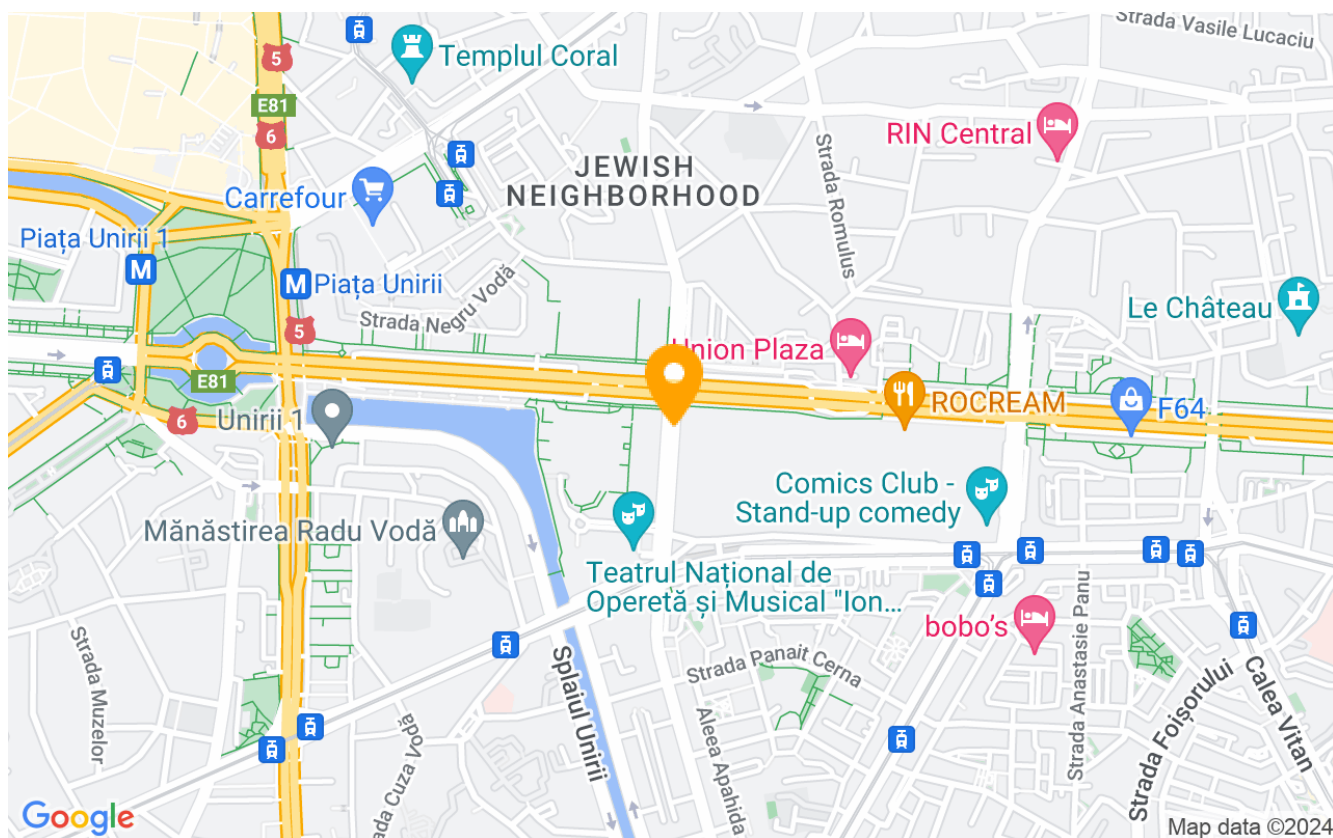 Strada Vasile Lucaciu
5
Templul Coral
E81
6
RIN Central
JEWISH
NEIGHBORHOOD
Strada Romulus
Carrefour
Piața Unirii 1
M
M
Piața Unirii
Strada Negru Vodă
5
Le Château
Union Plaza
E81
6
Unirii 1
ROCREAM
F64
Comics Club -
Stand-up comedy
Mănăstirea Radu Vodă
Teatrul Național de
Operetă și Musical "Ion...
bobo's
Strada Anastasie Panu
Strada Panait Cerna
Strada Muzelor
Splaiul Unirii
Aleea Apahida
Strada Foișorului
Calea Vitan
Strada Cuza Vodă
Google
Map data ©2024